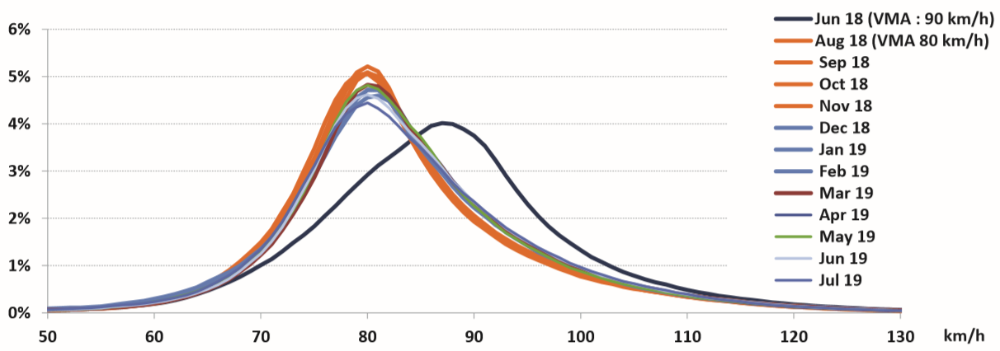 6%
5%
4%
3%
2%
1%
0%
50 60 70 80 90 100 110 120 130 km/h
Jun 18 (VMA : 90 km/h)
Aug 18 (VMA 80 km/h)
Sep 18
Oct 18
Nov 18
Dec 18
Jan 19
Feb 19
Mar 19
Apr 19
May 19
Jun 19
Jul 19